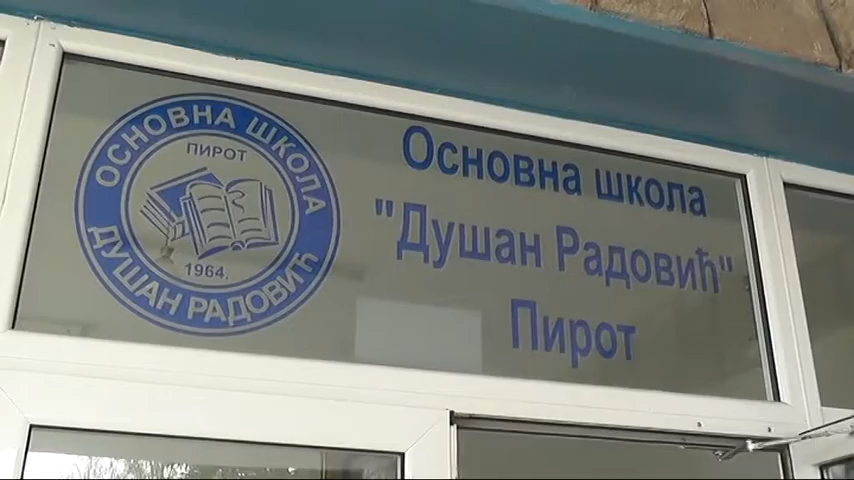 ОСНОВНА ШКОЛА
ПИРОТ
1964.
ДУШАН РАДОВИЋ
Основна школа
"Душан Радовић"
Пирот